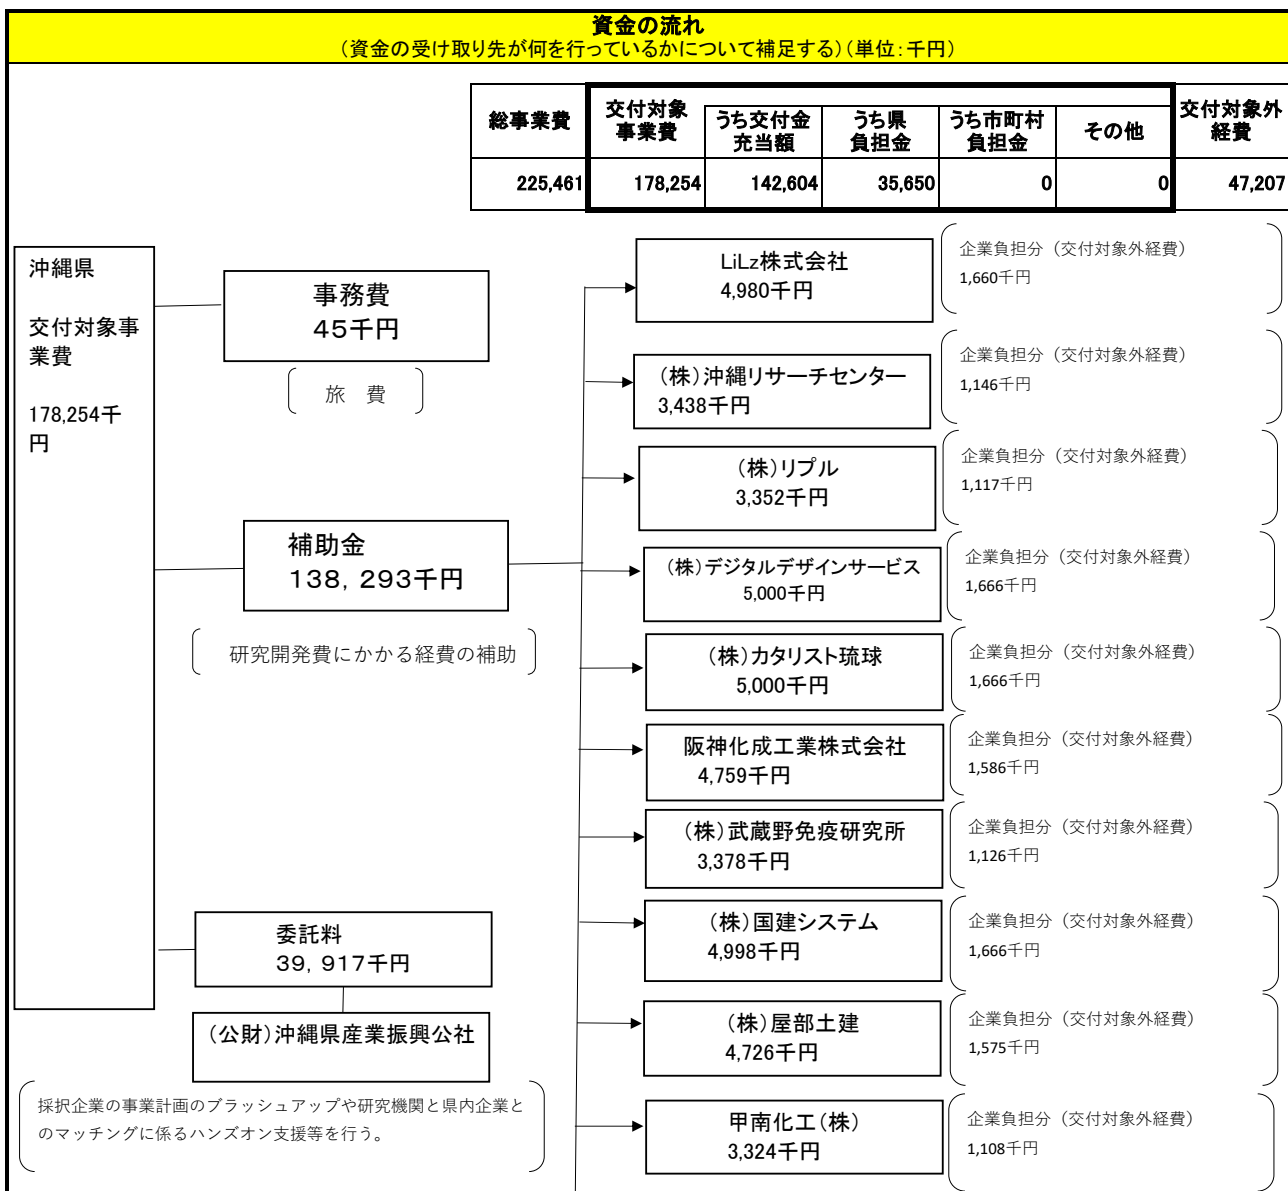 資金の流れ
（資金の受け取り先が何を行っているかについて補足する）（単位：千円）
総事業費
交付対象
事業費
うち交付金
充当額
うち県
負担金
うち市町村
負担金
その他
交付対象外
経費
225,461
178,254
142,604
35,650
0
0
47,207
沖縄県
交付対象事
業費
178,254千
円
事務費
45千円
旅　費
補助金
138，293千円
研究開発費にかかる経費の補助
委託料
39，917千円
（公財）沖縄県産業振興公社
採択企業の事業計画のブラッシュアップや研究機関と県内企業と
のマッチングに係るハンズオン支援等を行う。
LiLz株式会社
4,980千円
企業負担分（交付対象外経費）
1,660千円
（株）沖縄リサーチセンター
3,438千円
企業負担分（交付対象外経費）
1,146千円
（株）リプル
3,352千円
企業負担分（交付対象外経費）
1,117千円
（株）デジタルデザインサービス
5,000千円
企業負担分（交付対象外経費）
1,666千円
（株）カタリスト琉球
5,000千円
企業負担分（交付対象外経費）
1,666千円
阪神化成工業株式会社
4,759千円
企業負担分（交付対象外経費）
1,586千円
（株）武蔵野免疫研究所
3,378千円
企業負担分（交付対象外経費）
1,126千円
（株）国建システム
4,998千円
企業負担分（交付対象外経費）
1,666千円
（株）屋部土建
4,726千円
企業負担分（交付対象外経費）
1,575千円
甲南化工（株）
3,324千円
企業負担分（交付対象外経費）
1,108千円